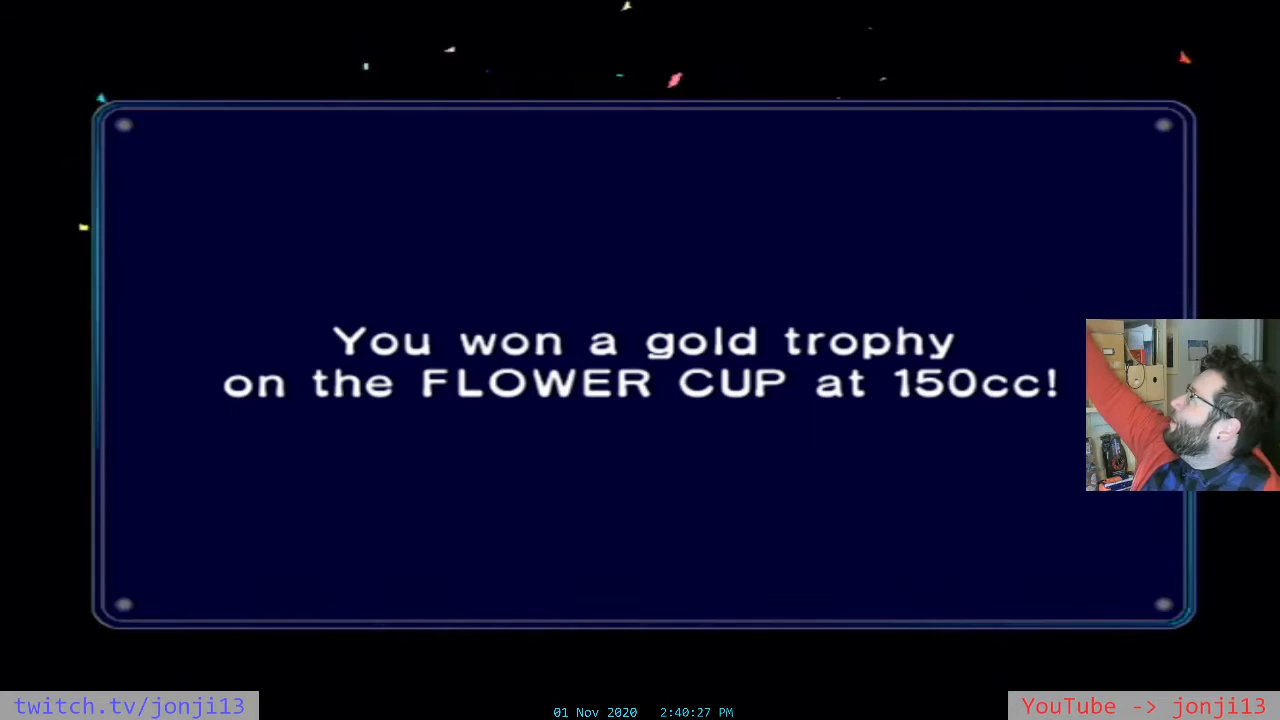 You won a gold trophy
on the FLOWER CUP at 150cc!
twitch.tv/jonji13
01 Nov 2020 2:40:27 PM
YouTube -> jonji13